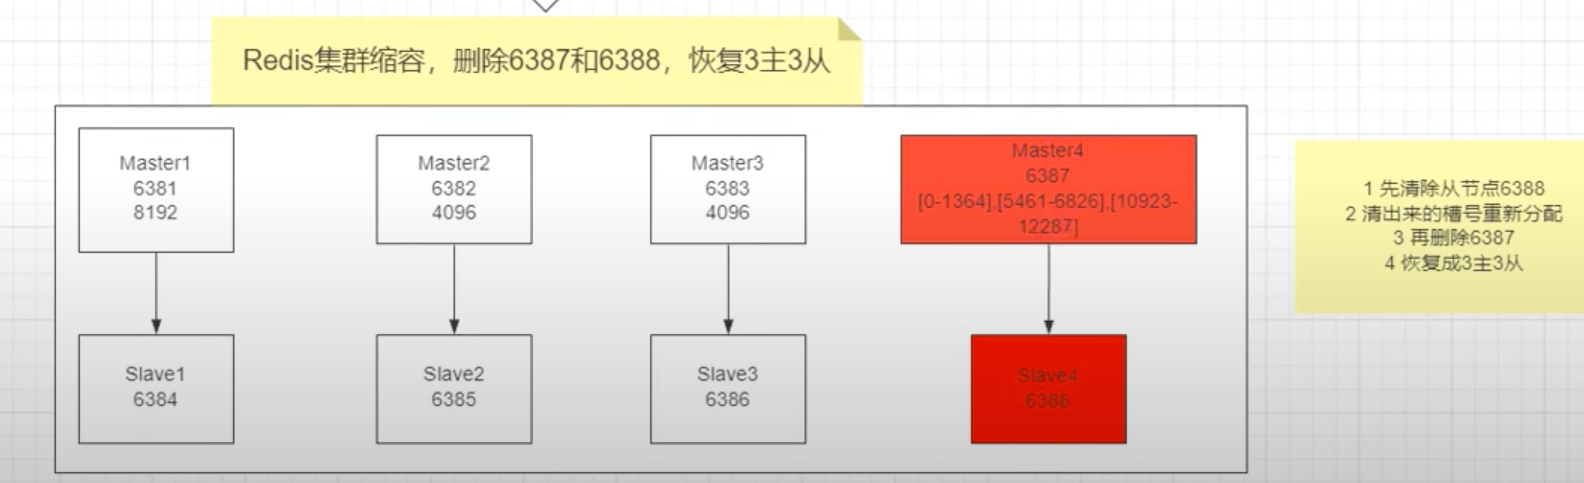 Redis集群缩容，删除6387和6388，恢复3主3从
Master1
6381
8192
Master2
6382
4096
Master3
6383
4096
Master4
6387
[0-1364],[5461-6826],[10923-
12287]
Slave1
6384
Slave2
6385
Slave3
6386
Slave4
6388
1 先清除从节点6388
2 清出来的槽号重新分配
3 再删除6387
4 恢复成3主3从